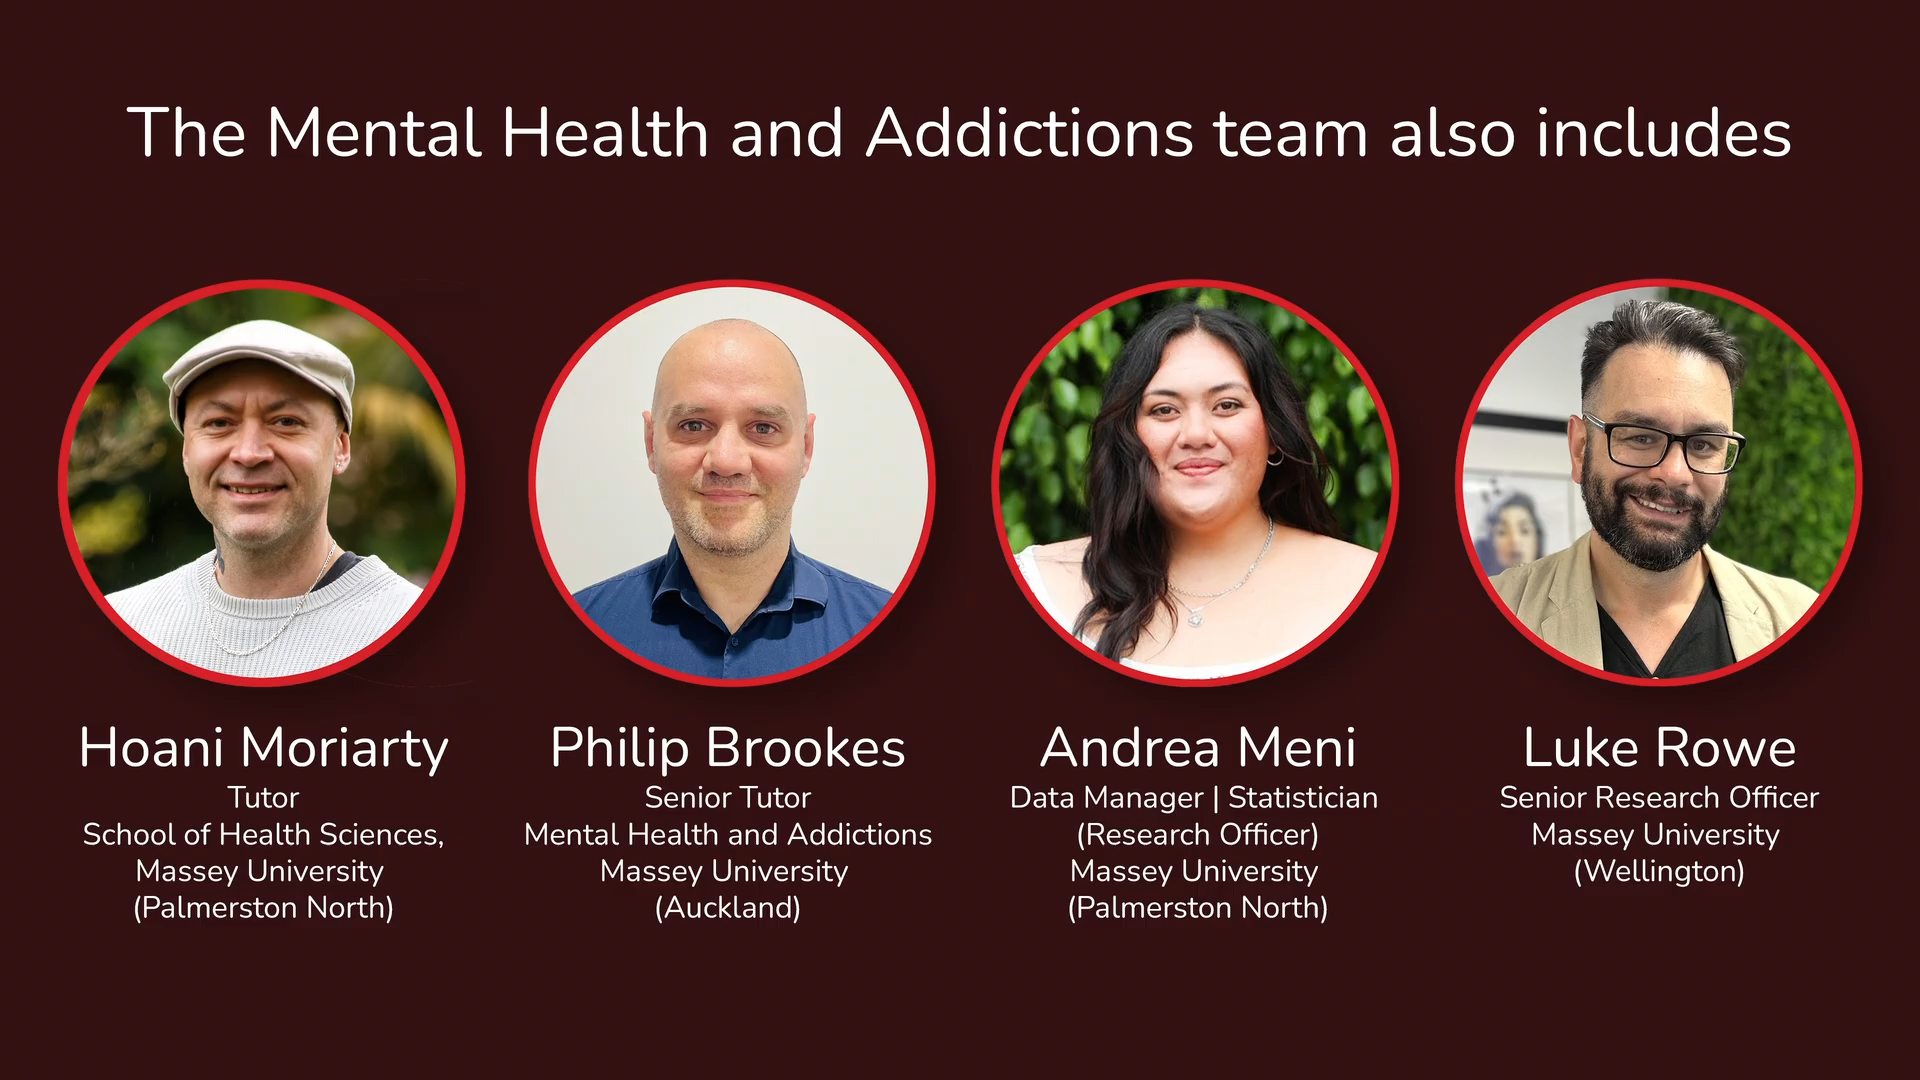 The Mental Health and Addictions team also includes
Hoani Moriarty
Tutor
School of Health Sciences,
Massey University
(Palmerston North)
Philip Brookes
Senior Tutor
Mental Health and Addictions
Massey University
(Auckland)
Andrea Meni
Data Manager | Statistician
(Research Officer)
Massey University
(Palmerston North)
Luke Rowe
Senior Research Officer
Massey University
(Wellington)